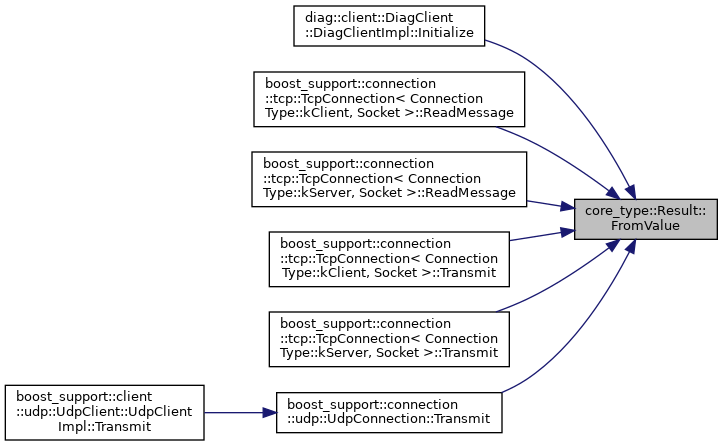 diag::client::DiagClient
::DiagClientImpl::Initialize
boost_support::connection
::tcp::TcpConnection< Connection
Type::kClient, Socket >::ReadMessage
boost_support::connection
::tcp::TcpConnection< Connection
Type::kServer, Socket >::ReadMessage
core_type::Result::
FromValue
boost_support::connection
::tcp::TcpConnection< Connection
Type::kClient, Socket >::Transmit
boost_support::connection
::tcp::TcpConnection< Connection
Type::kServer, Socket >::Transmit
boost_support::client
::udp::UdpClient::UdpClient
Impl::Transmit
boost_support::connection
::udp::UdpConnection::Transmit